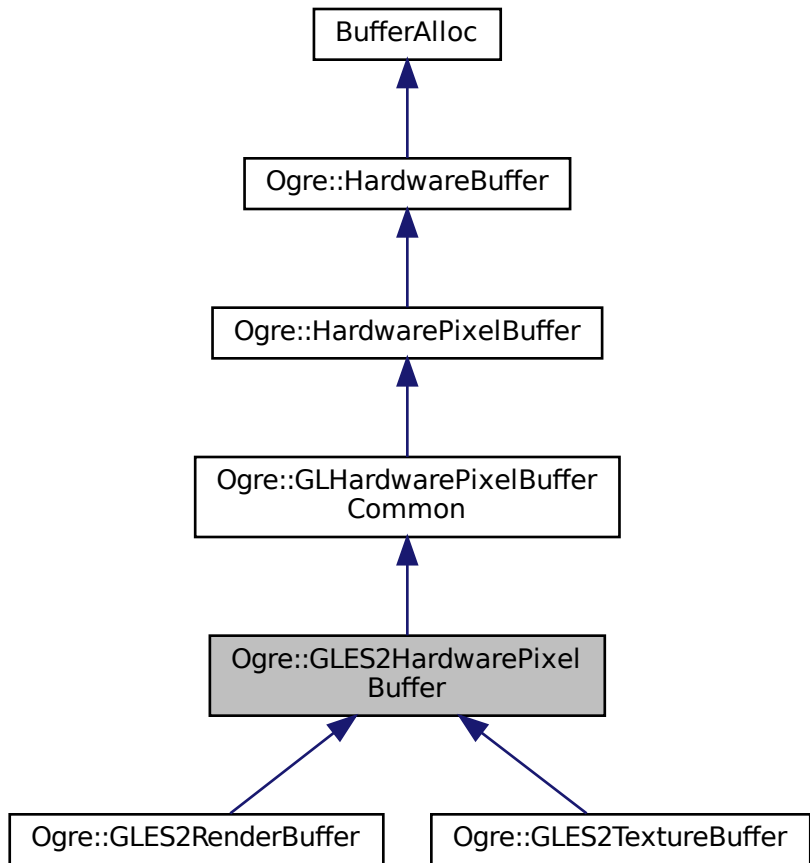 BufferAlloc
Ogre::HardwareBuffer
Ogre::HardwarePixelBuffer
Ogre::GLHardwarePixelBuffer
Common
Ogre::GLES2HardwarePixel
Buffer
Ogre::GLES2RenderBuffer
Ogre::GLES2TextureBuffer